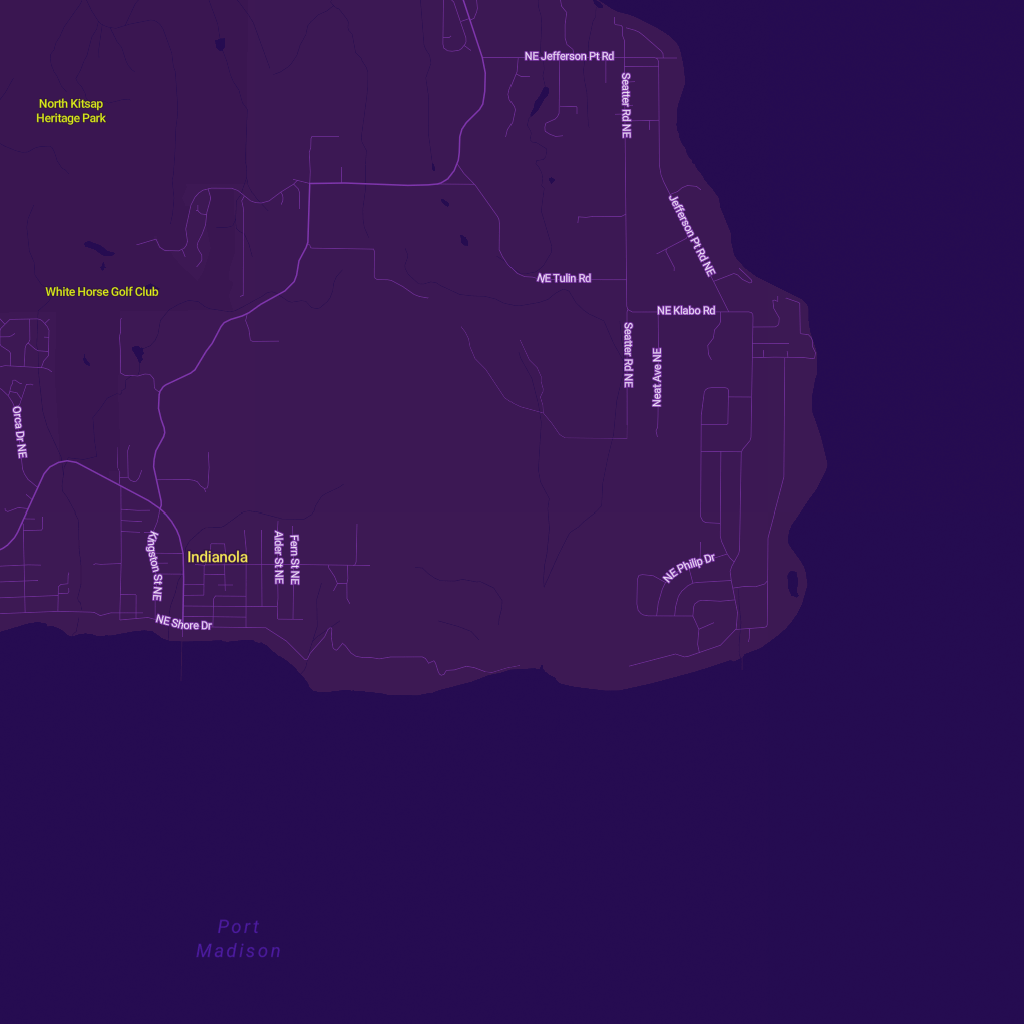 NE Jefferson Pt Rd
Seatter Rd NE
North Kitsap
Heritage Park
Jefferson Pt Rd NE
NE Tulin Rd
White Horse Golf Club
NE Klabo Rd
Seatter Rd NE
Neat Ave NE
Orca Dr NE
Kingston St NE
Indianola
Alder St NE
Fern St NE
NE Philip Dr
NE Shore Dr
Port
Madison